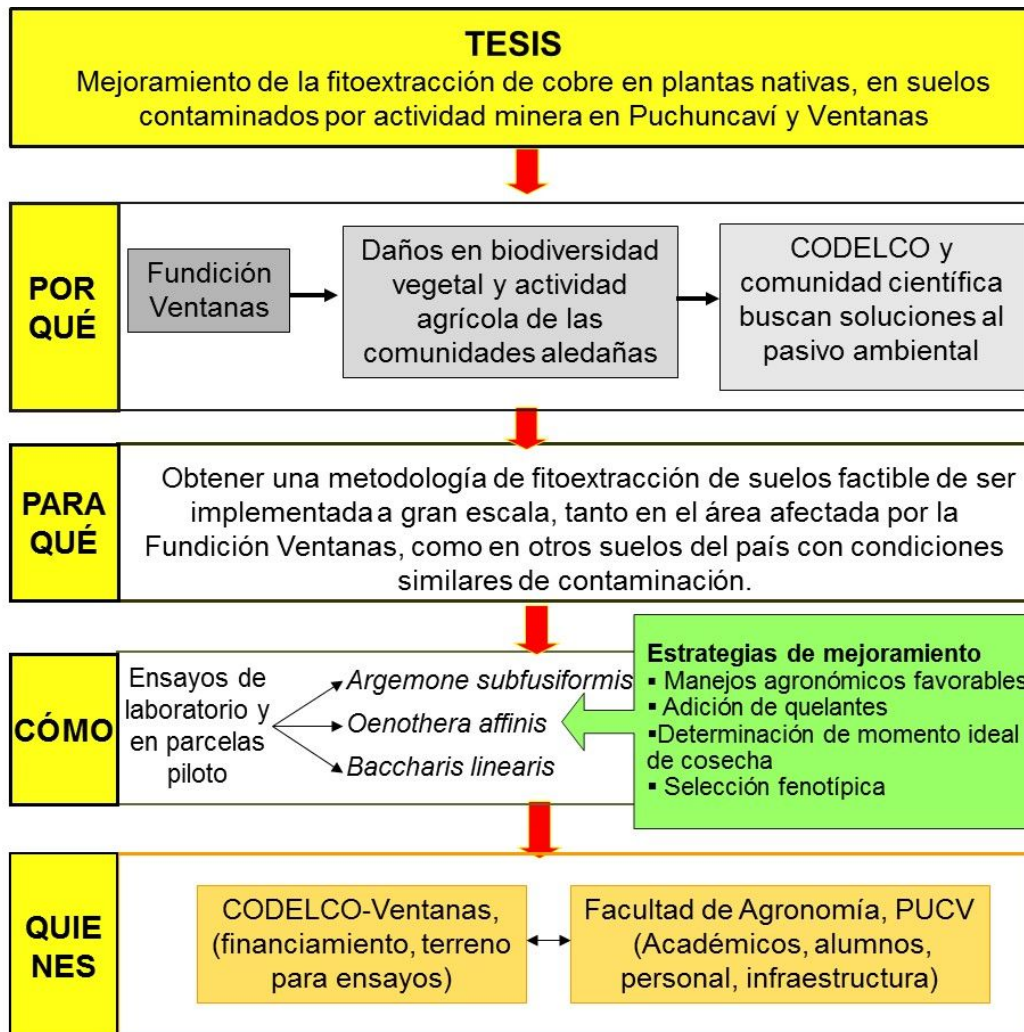 TESIS
Mejoramiento de la fitoextracción de cobre en plantas nativas, en suelos
contaminados por actividad minera en Puchuncaví y Ventanas
POR
QUÉ
Fundición
Ventanas
Daños en biodiversidad
vegetal y actividad
agrícola de las
comunidades aledañas
CODELCO y
comunidad científica
buscan soluciones al
pasivo ambiental
PARA
QUÉ
Obtener una metodología de fitoextracción de suelos factible de ser
implementada a gran escala, tanto en el área afectada por la
Fundición Ventanas, como en otros suelos del país con condiciones
similares de contaminación.
CÓMO
Ensayos de
laboratorio y
en parcelas
piloto
Argemone subfusiformis
Oenothera affinis
Baccharis linearis
Estrategias de mejoramiento
▪ Manejos agronómicos favorables
▪ Adición de quelantes
▪Determinación de momento ideal
de cosecha
▪ Selección fenotípica
QUIE
NES
CODELCO-Ventanas,
(financiamiento, terreno
para ensayos)
Facultad de Agronomía, PUCV
(Académicos, alumnos,
personal, infraestructura)